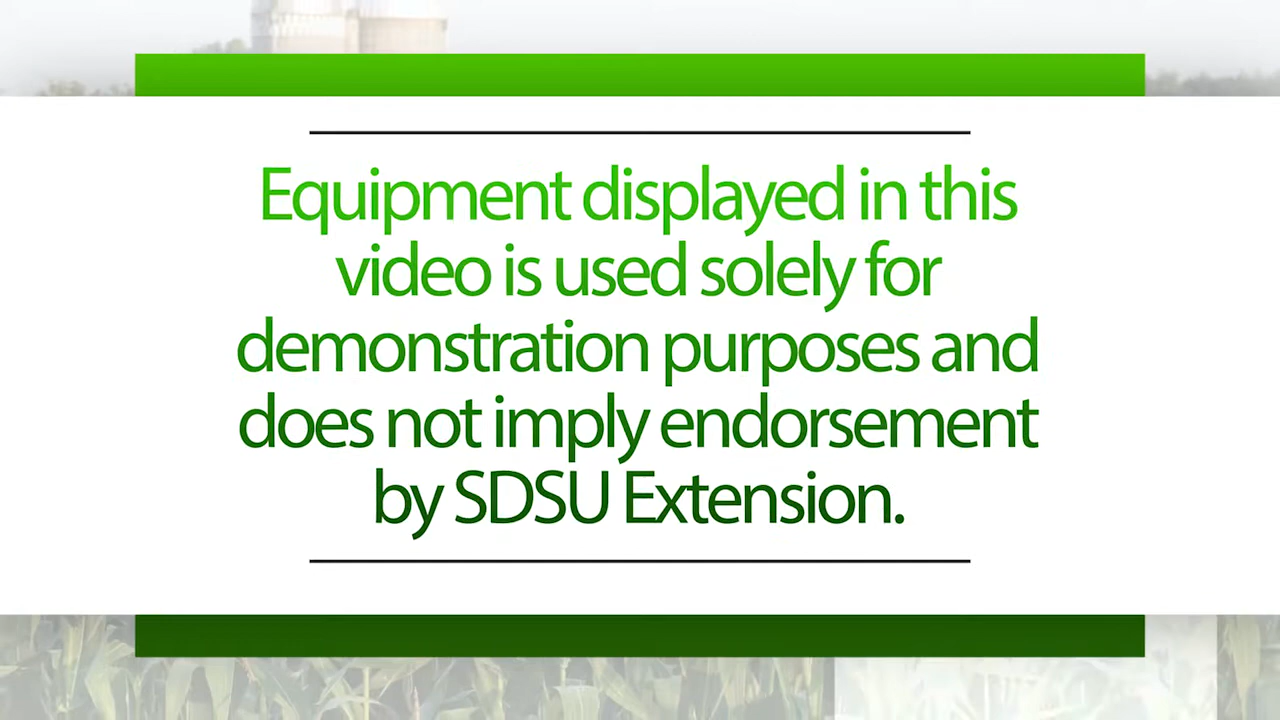 Equipment displayed in this
video is used solely for
demonstration purposes and
does not imply endorsement
by SDSU Extension.